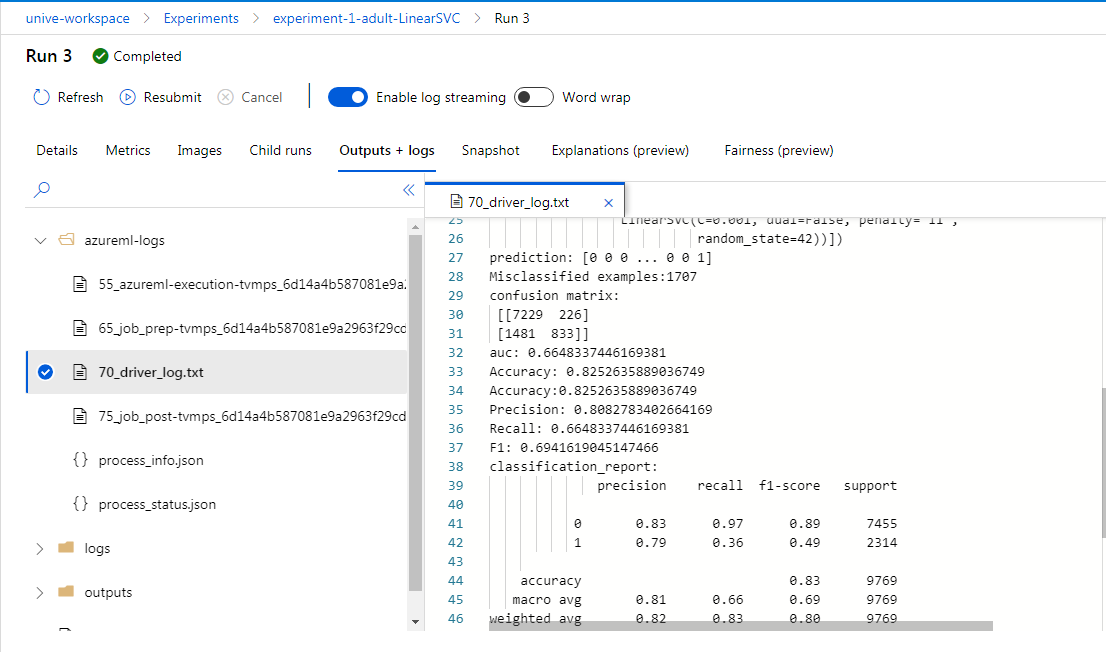 unive-workspace > Experiments > experiment-1-adult-LinearSVC > Run 3
Run 3 Completed
Refresh Resubmit Cancel Enable log streaming Word wrap
Details Metrics Images Child runs Outputs + logs Snapshot Explanations (preview) Fairness (preview)
azureml-logs
55_azureml-execution-tvmps_6d14a4b587081e9a
65_job_prep-tvmps_6d14a4b587081e9a2963f29cd
70_driver_log.txt
75_job_post-tvmps_6d14a4b587081e9a2963f29cd
{} process_info.json
{} process_status.json
logs
outputs
70_driver_log.txt ×
25 LinearSVC(C=0.001, dual=False, penalty='l1',
26 random_state=42))])
27 prediction: [0 0 0 ... 0 0 1]
28 Misclassified examples:1707
29 confusion matrix:
30 [[7229 226]
31 [1481 833]]
32 auc: 0.6648337446169381
33 Accuracy: 0.8252635889036749
34 Accuracy:0.8252635889036749
35 Precision: 0.8082783402664169
36 Recall: 0.6648337446169381
37 F1: 0.6941619045147466
38 classification_report:
39 precision recall f1-score support
40
41 0 0.83 0.97 0.89 7455
42 1 0.79 0.36 0.49 2314
43
44 accuracy 0.83 9769
45 macro avg 0.81 0.66 0.69 9769
46 weighted avg 0.82 0.83 0.80 9769